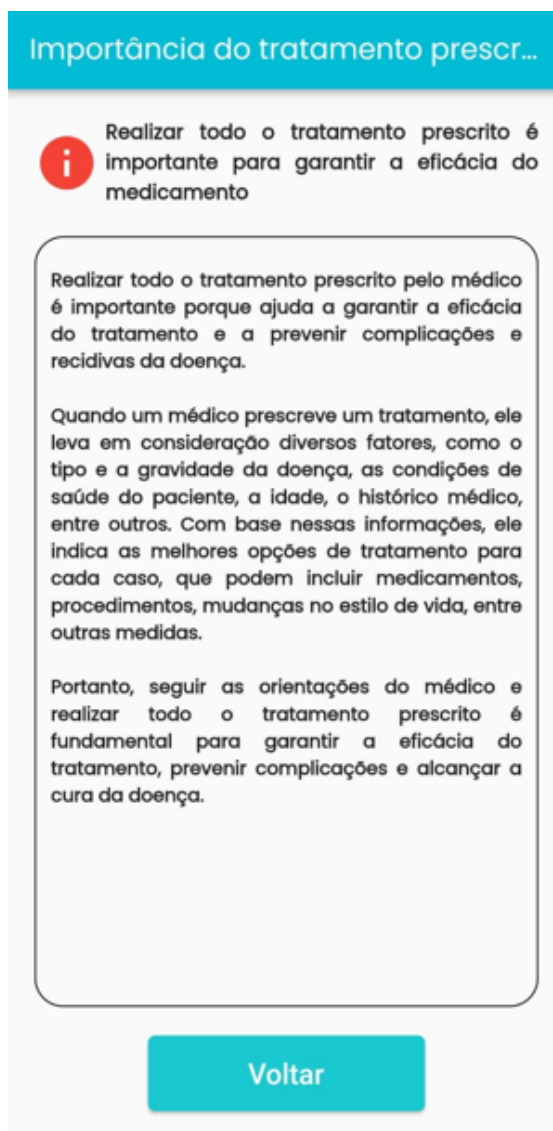 Importância do tratamento prescr...
Realizar todo o tratamento prescrito é
importante para garantir a eficácia do
medicamento
Realizar todo o tratamento prescrito pelo médico
é importante porque ajuda a garantir a eficácia
do tratamento e a prevenir complicações e
recidivas da doença.
Quando um médico prescreve um tratamento, ele
leva em consideração diversos fatores, como o
tipo e a gravidade da doença, as condições de
saúde do paciente, a idade, o histórico médico,
entre outros. Com base nessas informações, ele
indica as melhores opções de tratamento para
cada caso, que podem incluir medicamentos,
procedimentos, mudanças no estilo de vida, entre
outras medidas.
Portanto, seguir as orientações do médico e
realizar todo o tratamento prescrito é
fundamental para garantir a eficácia do
tratamento, prevenir complicações e alcançar a
cura da doença.
Voltar